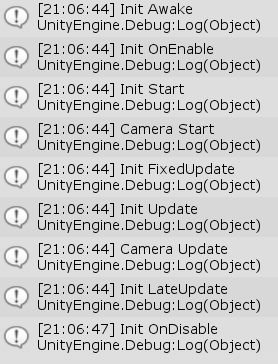 [21:06:44] Init Awake
UnityEngine.Debug:Log(Object)
[21:06:44] Init OnEnable
UnityEngine.Debug:Log(Object)
[21:06:44] Init Start
UnityEngine.Debug:Log(Object)
[21:06:44] Camera Start
UnityEngine.Debug:Log(Object)
[21:06:44] Init FixedUpdate
UnityEngine.Debug:Log(Object)
[21:06:44] Init Update
UnityEngine.Debug:Log(Object)
[21:06:44] Camera Update
UnityEngine.Debug:Log(Object)
[21:06:44] Init LateUpdate
UnityEngine.Debug:Log(Object)
[21:06:47] Init OnDisable
UnityEngine.Debug:Log(Object)